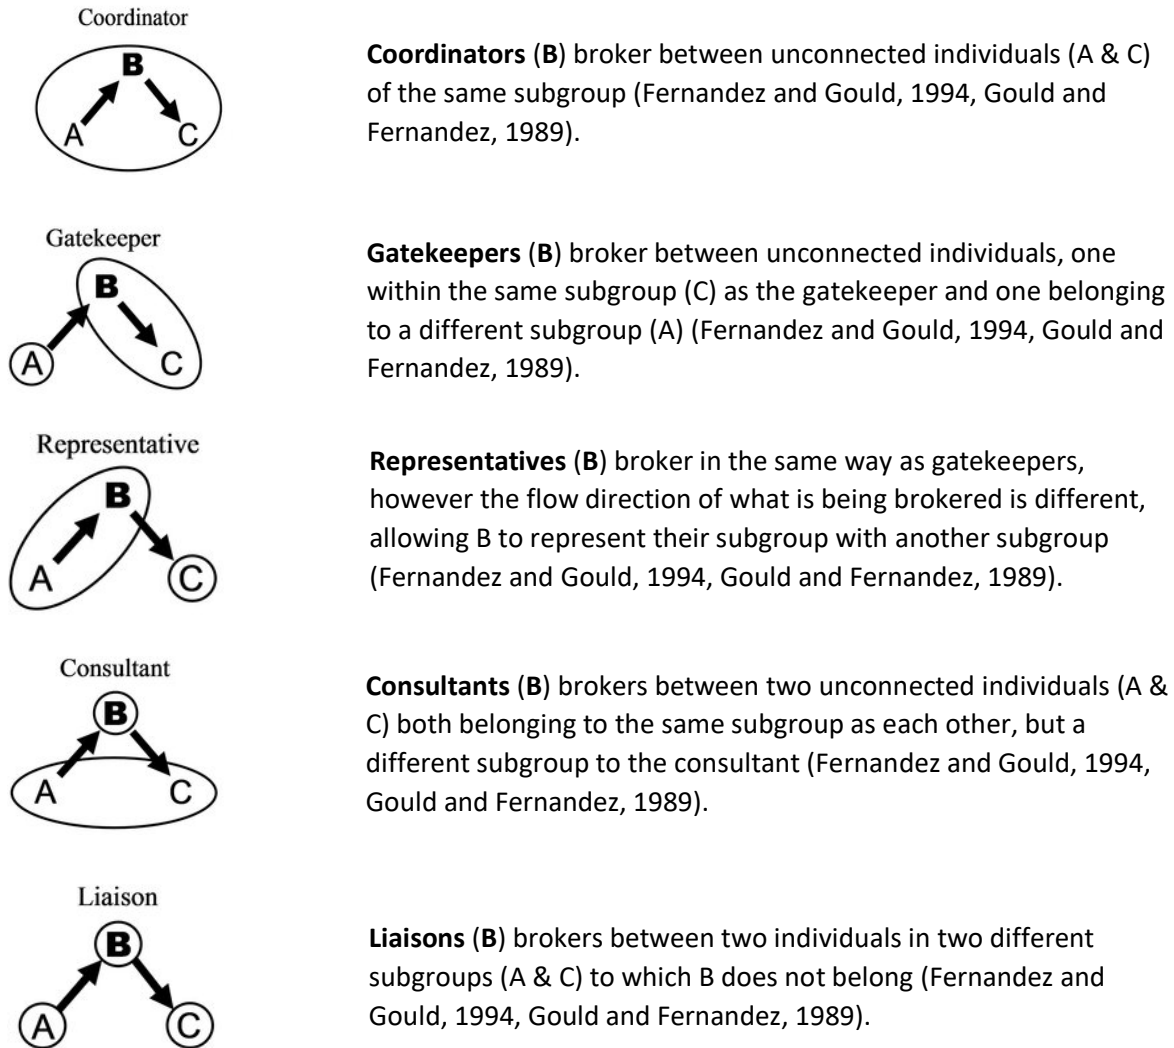 Coordinator
B
A
C
Coordinators (B) broker between unconnected individuals (A & C)
of the same subgroup (Fernandez and Gould, 1994, Gould and
Fernandez, 1989).
Gatekeeper
B
A
C
Gatekeepers (B) broker between unconnected individuals, one
within the same subgroup (C) as the gatekeeper and one belonging
to a different subgroup (A) (Fernandez and Gould, 1994, Gould and
Fernandez, 1989).
Representative
B
A
C
Representatives (B) broker in the same way as gatekeepers,
however the flow direction of what is being brokered is different,
allowing B to represent their subgroup with another subgroup
(Fernandez and Gould, 1994, Gould and Fernandez, 1989).
Consultant
B
A
C
Consultants (B) brokers between two unconnected individuals (A &
C) both belonging to the same subgroup as each other, but a
different subgroup to the consultant (Fernandez and Gould, 1994,
Gould and Fernandez, 1989).
Liaison
B
A
C
Liaisons (B) brokers between two individuals in two different
subgroups (A & C) to which B does not belong (Fernandez and
Gould, 1994, Gould and Fernandez, 1989).